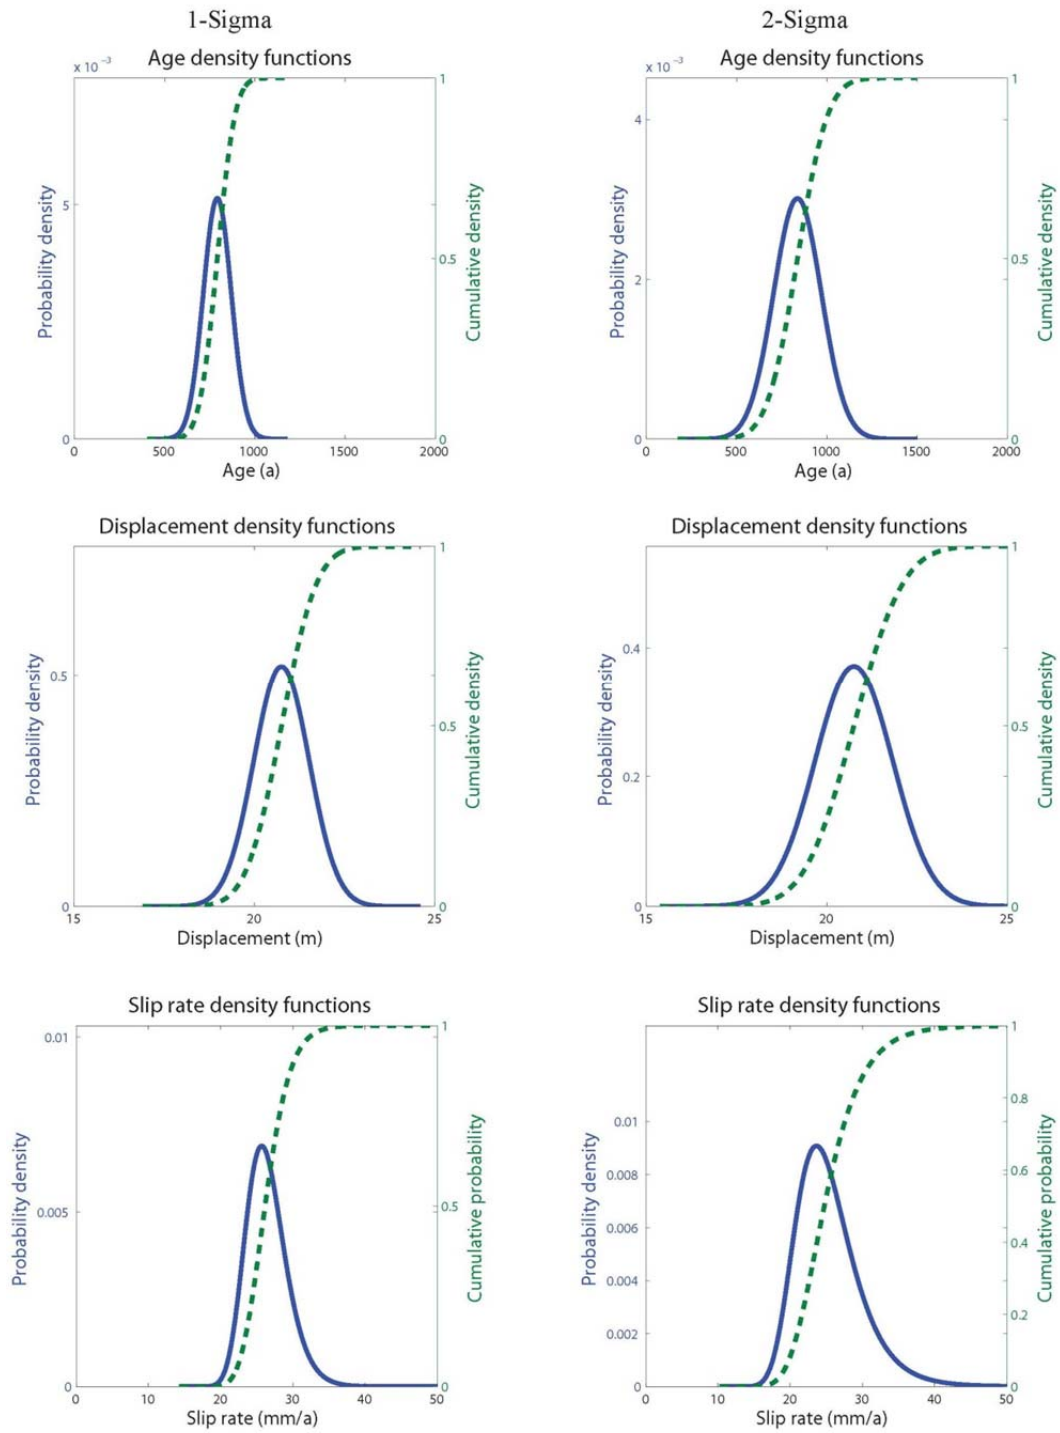 1-Sigma
2-Sigma
Age density functions
x 10 -3
Probability density
5
0
Cumulative density
1
0.5
0
0 500 1000 1500 2000
Age (a)
Age density functions
x 10 -3
Probability density
4
2
0
Cumulative density
1
0.5
0
0 500 1000 1500 2000
Age (a)
Displacement density functions
Probability density
0.5
0
Cumulative density
1
0.5
0
15 20 25
Displacement (m)
Displacement density functions
Probability density
0.4
0.2
0
Cumulative density
1
0.5
0
15 20 25
Displacement (m)
Slip rate density functions
Probability density
0.01
0.005
0
Cumulative probability
1
0.5
0
0 10 20 30 40 50
Slip rate (mm/a)
Slip rate density functions
Probability density
0.01
0.008
0.006
0.004
0.002
0
Cumulative probability
1
0.8
0.6
0.4
0.2
0
0 10 20 30 40 50
Slip rate (mm/a)